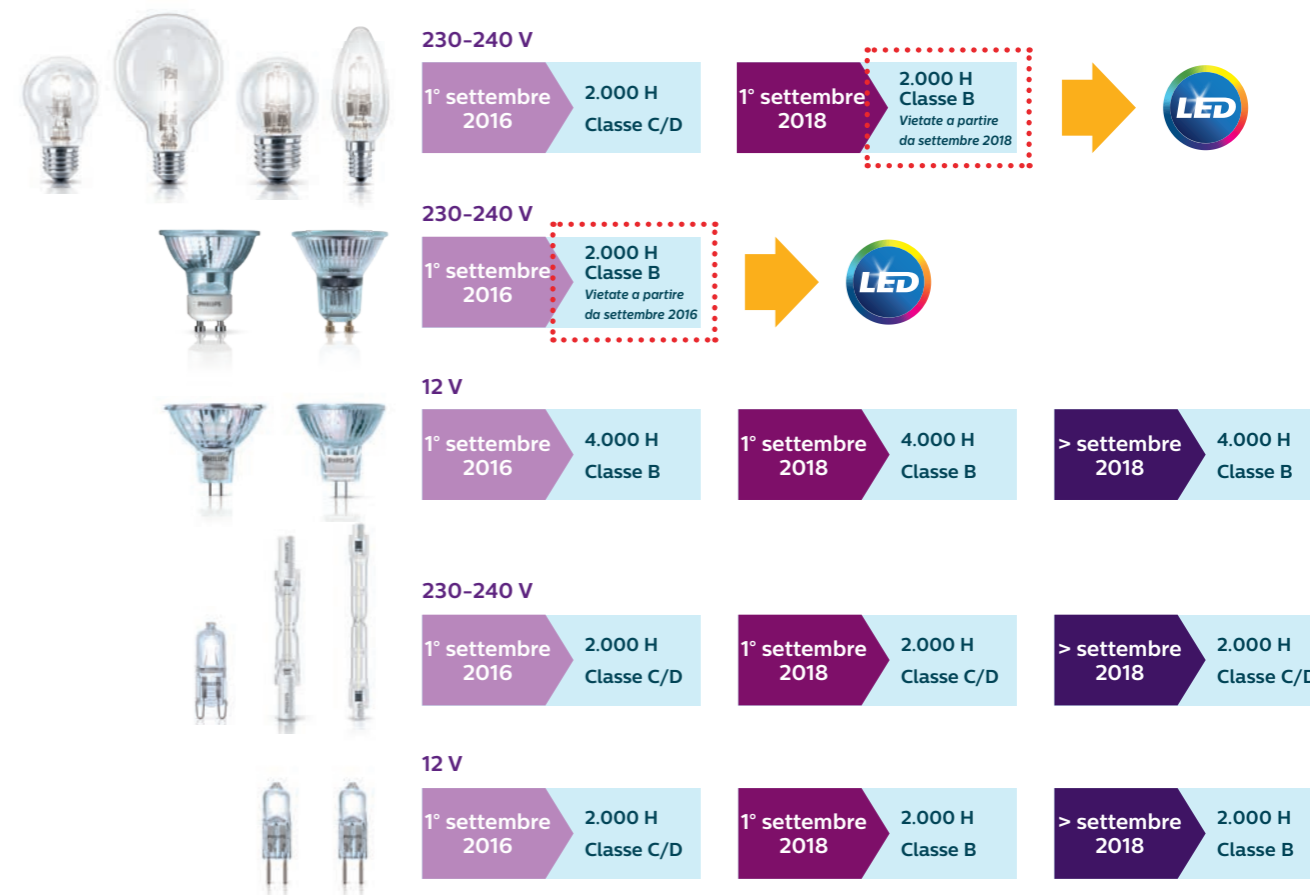 230-240 V
1° settembre
2016
2.000 H
Classe C/D
1° settembre
2018
2.000 H
Classe B
Vietate a partire
da settembre 2018
LED
230-240 V
1° settembre
2016
2.000 H
Classe B
Vietate a partire
da settembre 2016
LED
PHILIPS
12 V
1° settembre
2016
4.000 H
Classe B
1° settembre
2018
4.000 H
Classe B
> settembre
2018
4.000 H
Classe B
PHILIPS
PHILIPS
230-240 V
1° settembre
2016
2.000 H
Classe C/D
1° settembre
2018
2.000 H
Classe C/D
> settembre
2018
2.000 H
Classe C/D
12 V
1° settembre
2016
2.000 H
Classe C/D
1° settembre
2018
2.000 H
Classe B
> settembre
2018
2.000 H
Classe B